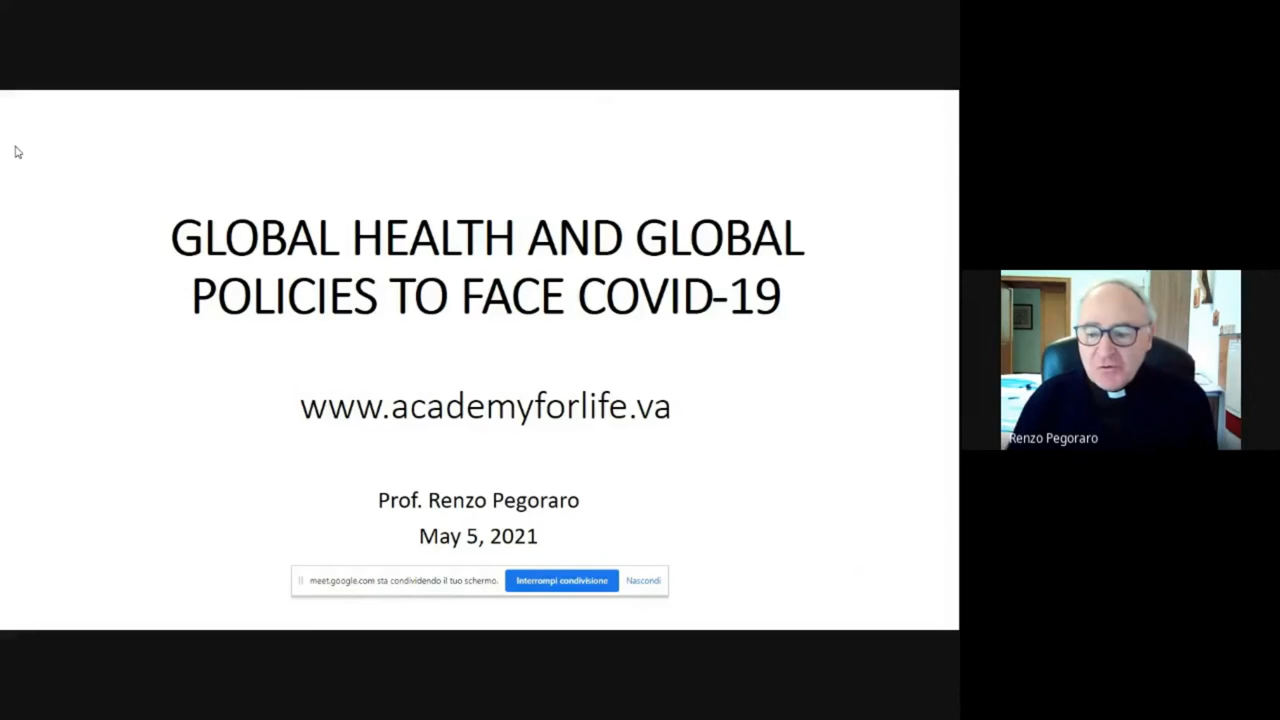 GLOBAL HEALTH AND GLOBAL
POLICIES TO FACE COVID-19
www.academyforlife.va
Prof. Renzo Pegoraro
May 5, 2021
meet.google.com sta condividendo il tuo schermo. Interrompi condivisione Nascondi
Renzo Pegoraro